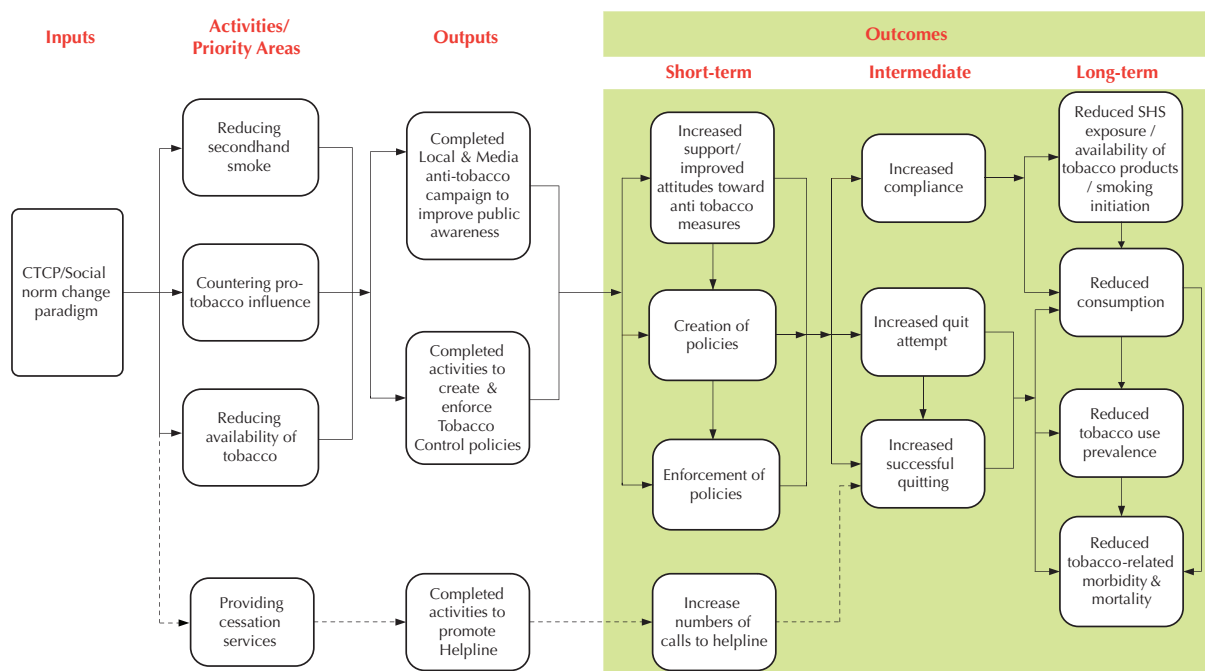 Inputs
Activities/
Priority Areas
Outputs
Outcomes
Short-term
Intermediate
Long-term
CTCP/Social
norm change
paradigm
Reducing
secondhand
smoke
Countering pro-
tobacco influence
Reducing
availability of
tobacco
Providing
cessation
services
Completed
Local & Media
anti-tobacco
campaign to
improve public
awareness
Completed
activities to
create & 
enforce
Tobacco
Control policies
Completed
activities to
promote
Helpline
Increased
support/
improved
attitudes toward
anti tobacco
measures
Creation of
policies
Enforcement of
policies
Increase
numbers of
calls to helpline
Increased
compliance
Increased quit
attempt
Increased
successful
quitting
Reduced SHS
exposure /
availability of
tobacco products
/ smoking
initiation
Reduced
consumption
Reduced
tobacco use
prevalence
Reduced
tobacco-related
morbidity &
mortality